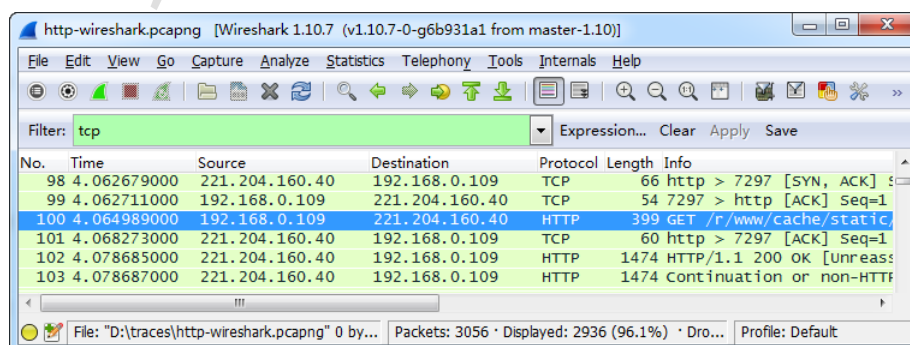 http-wireshark.pcapng [Wireshark 1.10.7 (v1.10.7-0-g6b931a1 from master-1.10)]
File Edit View Go Capture Analyze Statistics Telephony Tools Internals Help
Filter: tcp Expression... Clear Apply Save
No. Time Source Destination Protocol Length Info
98 4.062679000 221.204.160.40 192.168.0.109 TCP 66 http > 7297 [SYN, ACK]
99 4.062711000 192.168.0.109 221.204.160.40 TCP 54 7297 > http [ACK] Seq=1
100 4.064989000 192.168.0.109 221.204.160.40 HTTP 399 GET /r/www/cache/static/
101 4.068273000 221.204.160.40 192.168.0.109 TCP 60 http > 7297 [ACK] Seq=1
102 4.078685000 221.204.160.40 192.168.0.109 HTTP 1474 HTTP/1.1 200 OK [Unreass
103 4.078687000 221.204.160.40 192.168.0.109 HTTP 1474 Continuation or non-HTTP
File: "D:\traces\http-wireshark.pcapng" 0 by... Packets: 3056 · Displayed: 2936 (96.1%) · Dro... Profile: Default